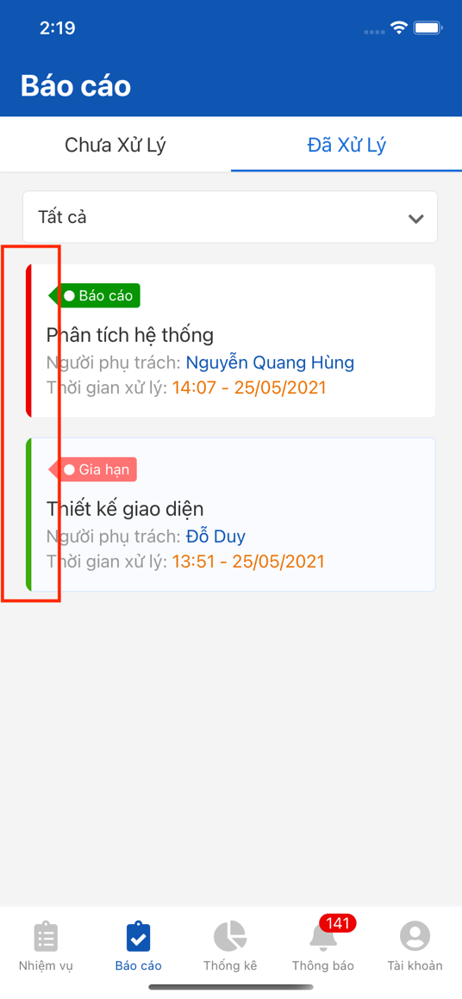 2:19
Báo cáo
Chưa Xử Lý
Đã Xử Lý
Tất cả
Báo cáo
Phân tích hệ thống
Người phụ trách: Nguyễn Quang Hùng
Thời gian xử lý: 14:07 - 25/05/2021
Gia hạn
Thiết kế giao diện
Người phụ trách: Đỗ Duy
Thời gian xử lý: 13:51 - 25/05/2021
141
Nhiệm vụ
Báo cáo
Thống kê
Thông báo
Tài khoản